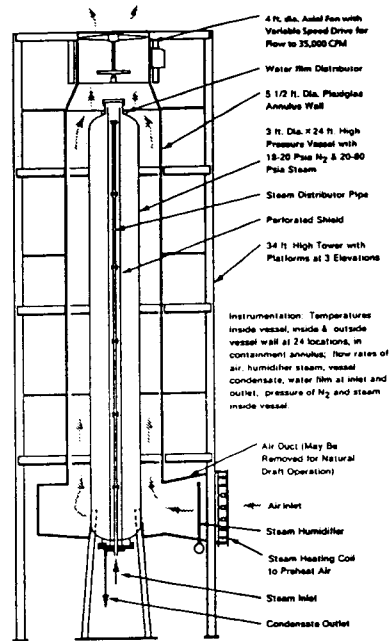 4 ft. dia. Axial Fan with
Variable Speed Drive for
Flow to 35,000 CFM
Water Film Distributor
5 1/2 ft. Dia. Plexiglas
Annulus Wall
3 ft. Dia. × 24 ft. High
Pressure Vessel with
18-20 Psia N₂ & 20-80
Psia Steam
Steam Distributor Pipe
Perforated Shield
34 ft. High Tower with
Platforms at 3 Elevations
Instrumentation: Temperatures
inside vessel, inside & outside
vessel wall at 24 locations, in
containment annulus; flow rates of
air, humidifier steam, vessel
condensate, water film at inlet and
outlet; pressure of N₂ and steam
inside vessel.
Air Duct (May Be
Removed for Natural
Draft Operation)
Air Inlet
Steam Humidifier
Steam Heating Coil
to Preheat Air
Steam Inlet
Condensate Outlet